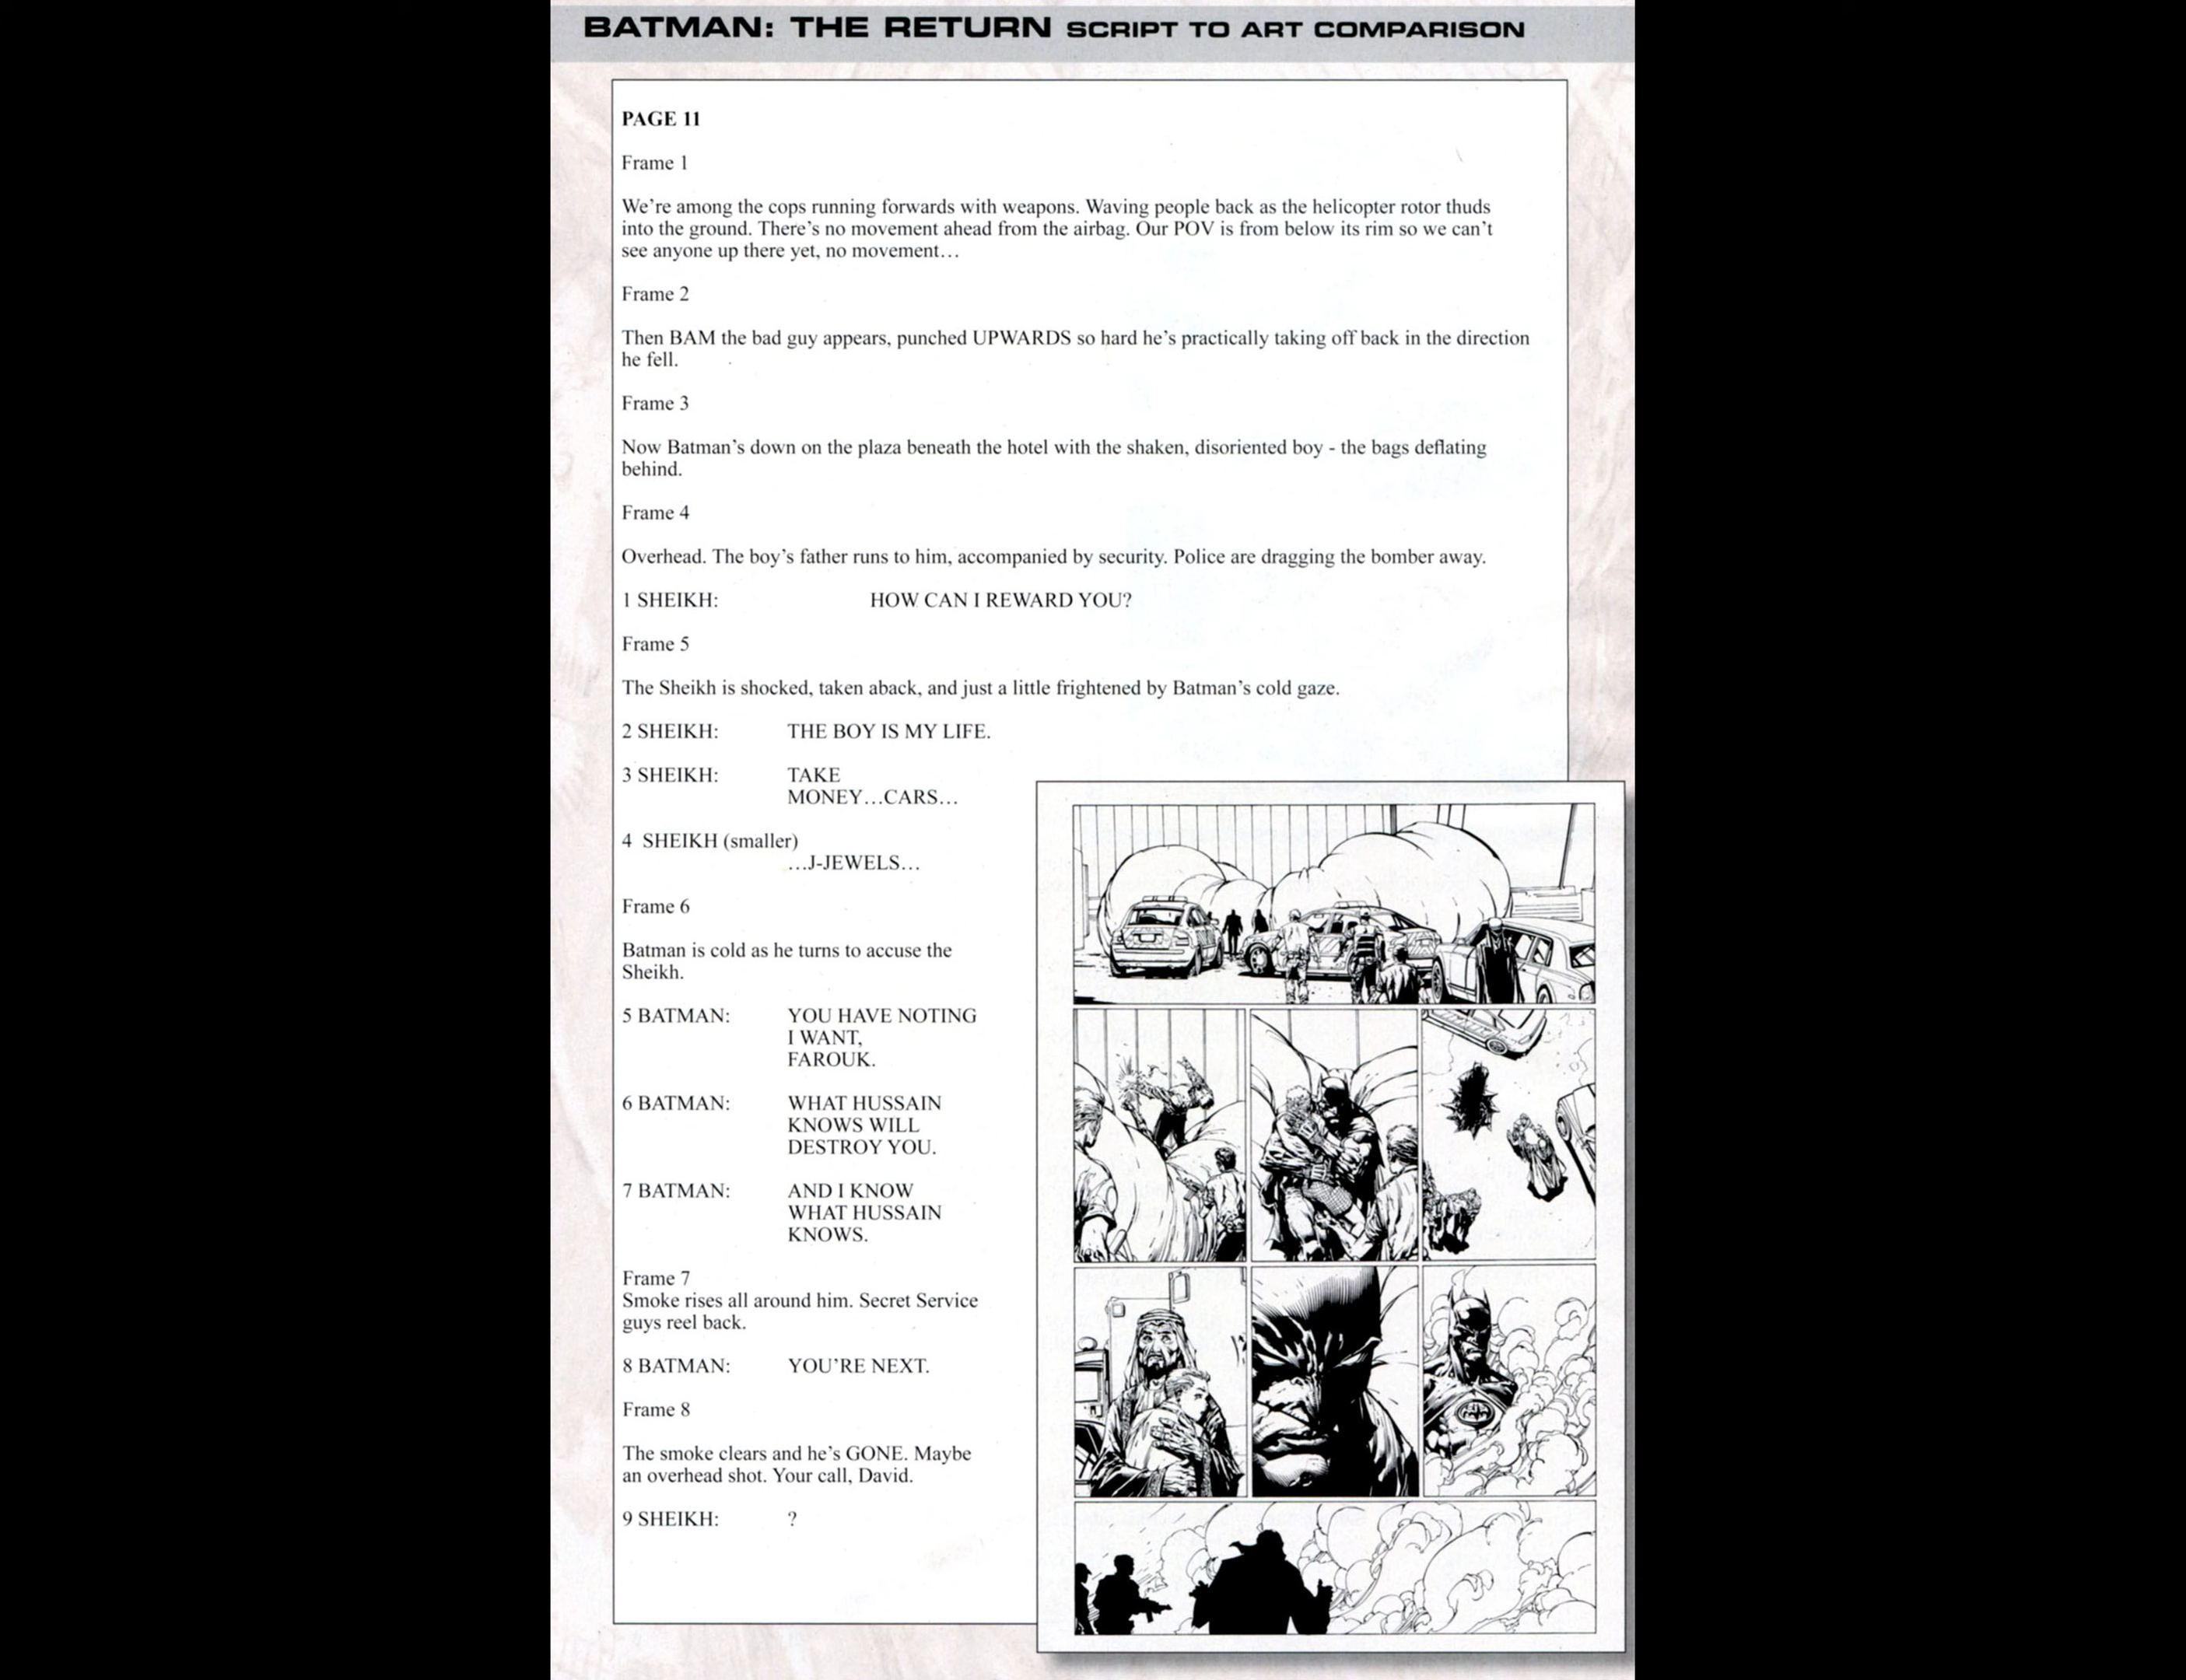 BATMAN: THE RETURN SCRIPT TO ART COMPARISON
PAGE 11
Frame 1
We're among the cops running forwards with weapons. Waving people back as the helicopter rotor thuds
into the ground. There's no movement ahead from the airbag. Our POV is from below its rim so we can't
see anyone up there yet, no movement…
Frame 2
Then BAM the bad guy appears, punched UPWARDS so hard he's practically taking off back in the direction
he fell.
Frame 3
Now Batman's down on the plaza beneath the hotel with the shaken, disoriented boy - the bags deflating
behind.
Frame 4
Overhead. The boy's father runs to him, accompanied by security. Police are dragging the bomber away.
1 SHEIKH: HOW CAN I REWARD YOU?
Frame 5
The Sheikh is shocked, taken aback, and just a little frightened by Batman's cold gaze.
2 SHEIKH: THE BOY IS MY LIFE.
3 SHEIKH: TAKE
MONEY…CARS…
4 SHEIKH (smaller)
…J-JEWELS…
Frame 6
Batman is cold as he turns to accuse the
Sheikh.
5 BATMAN: YOU HAVE NOTING
I WANT,
FAROUK.
6 BATMAN: WHAT HUSSAIN
KNOWS WILL
DESTROY YOU.
7 BATMAN: AND I KNOW
WHAT HUSSAIN
KNOWS.
Frame 7
Smoke rises all around him. Secret Service
guys reel back.
8 BATMAN: YOU'RE NEXT.
Frame 8
The smoke clears and he's GONE. Maybe
an overhead shot. Your call, David.
9 SHEIKH: ?